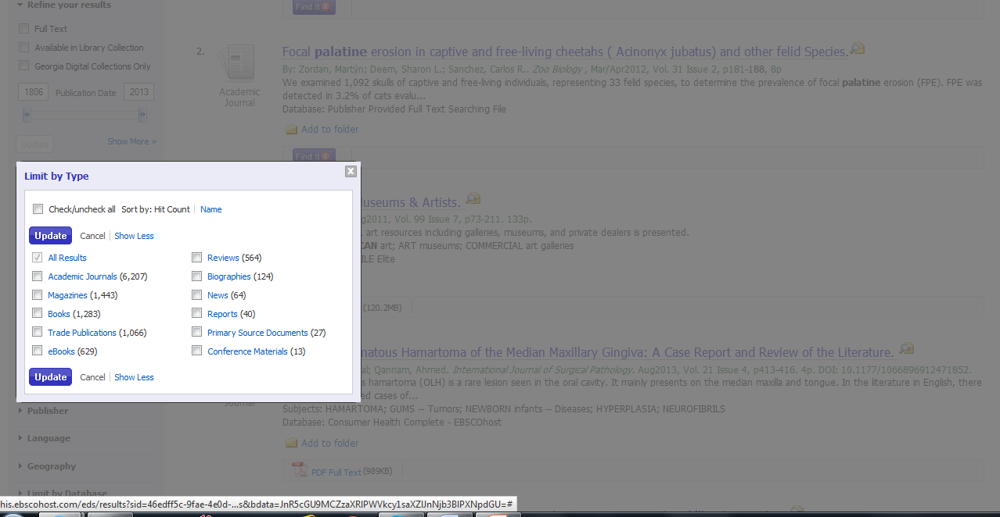 Refine your results
Full Text
Available in Library Collection
Georgia Digital Collections Only
1806 Publication Date 2013
Update Show More »
Find It
2.
Academic
Journal
Focal palatine erosion in captive and free-living cheetahs ( Acinonyx jubatus) and other felid Species.
By: Zordan, Martýn; Deem, Sharon L.; Sanchez, Carlos R.. Zoo Biology , Mar/Apr2012, Vol. 31 Issue 2, p181-188, 8p
We examined 1,092 skulls of captive and free-living individuals, representing 33 felid species, to determine the prevalence of focal palatine erosion (FPE). FPE was
detected in 3.2% of cats evalu...
Database: Publisher Provided Full Text Searching File
Add to folder
Find It
Limit by Type
X
Check/uncheck all Sort by: Hit Count Name
Update Cancel Show Less
All Results
Academic Journals (6,207)
Magazines (1,443)
Books (1,283)
Trade Publications (1,066)
eBooks (629)
Reviews (564)
Biographies (124)
News (64)
Reports (40)
Primary Source Documents (27)
Conference Materials (13)
Update Cancel Show Less
useums & Artists.
g2011, Vol. 99 Issue 7, p73-211. 133p.
art resources including galleries, museums, and private dealers is presented.
CAN art; ART museums; COMMERCIAL art galleries
ILE Elite
(120.2MB)
natous Hamartoma of the Median Maxillary Gingiva: A Case Report and Review of the Literature.
al; Qannam, Ahmed. International Journal of Surgical Pathology. Aug2013, Vol. 21 Issue 4, p413-416. 4p. DOI: 10.1177/1066896912471852.
s hamartoma (OLH) is a rare lesion seen in the oral cavity. It mainly presents on the median maxilla and tongue. In the literature in English, there
ed cases of...
Subjects: HAMARTOMA; GUMS -- Tumors; NEWBORN infants -- Diseases; HYPERPLASIA; NEUROFIBRILS
Database: Consumer Health Complete - EBSCOhost
Add to folder
PDF Full Text (989KB)
Journal
Publisher
Language
Geography
Limit by Database
his.ebscohost.com/eds/results?sid=46edff5c-9fae-4e0d-...s&bdata=JnR5cGU9MCZzaXRlPWVkcy1saXZlJnNjb3BlPXNpdGU=#